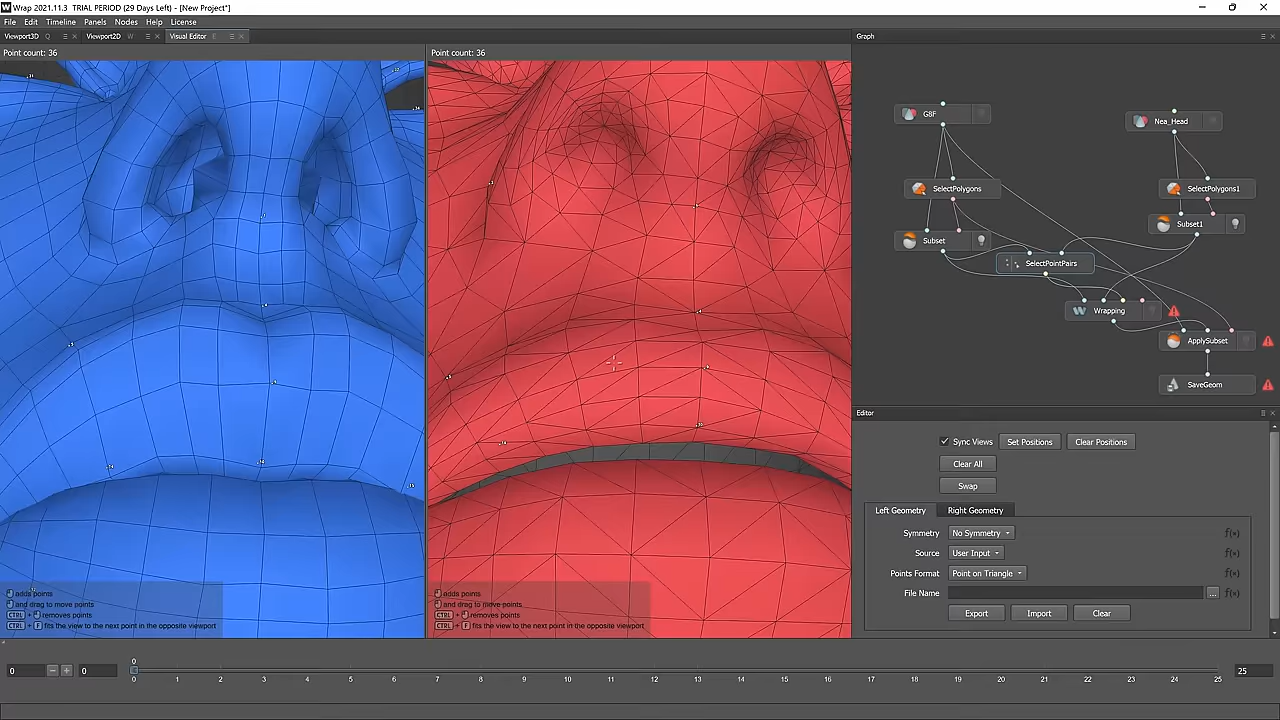 Wrap 2021.11.3 TRIAL PERIOD (29 Days Left) - [New Project*]
File Edit Timeline Panels Nodes Help License
Viewport3D Q Viewport2D W Visual Editor E
Graph
Point count: 36
Point count: 36
G8F
Nea_Head
SelectPolygons
SelectPolygons1
Subset1
Subset
SelectPointPairs
Wrapping
ApplySubset
SaveGeom
Editor
Sync Views Set Positions Clear Positions
Clear All
Swap
Left Geometry Right Geometry
Symmetry No Symmetry f(×)
Source User Input f(×)
Points Format Point on Triangle f(×)
File Name ... f(×)
Export Import Clear
adds points
and drag to move points
CTRL + removes points
CTRL + F fits the view to the next point in the opposite viewport
adds points
and drag to move points
CTRL + removes points
CTRL + F fits the view to the next point in the opposite viewport
0 − + 0
0
0 1 2 3 4 5 6 7 8 9 10 11 12 13 14 15 16 17 18 19 20 21 22 23 24 25
25